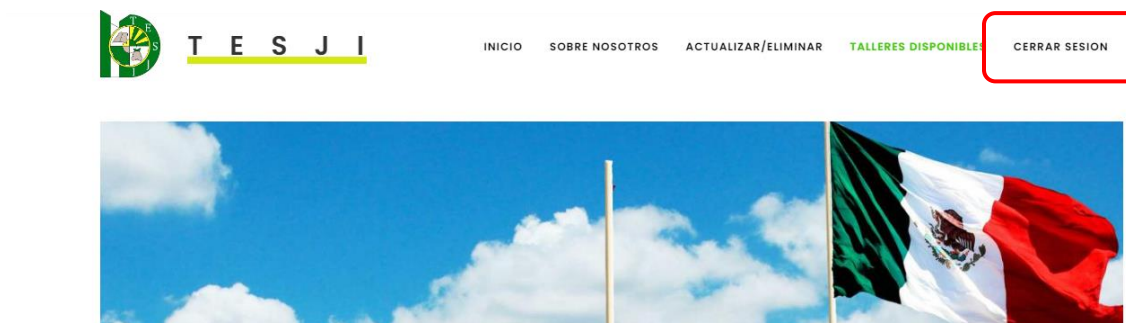 T E S J I
T E S J I
INICIO SOBRE NOSOTROS ACTUALIZAR/ELIMINAR TALLERES DISPONIBLES CERRAR SESION